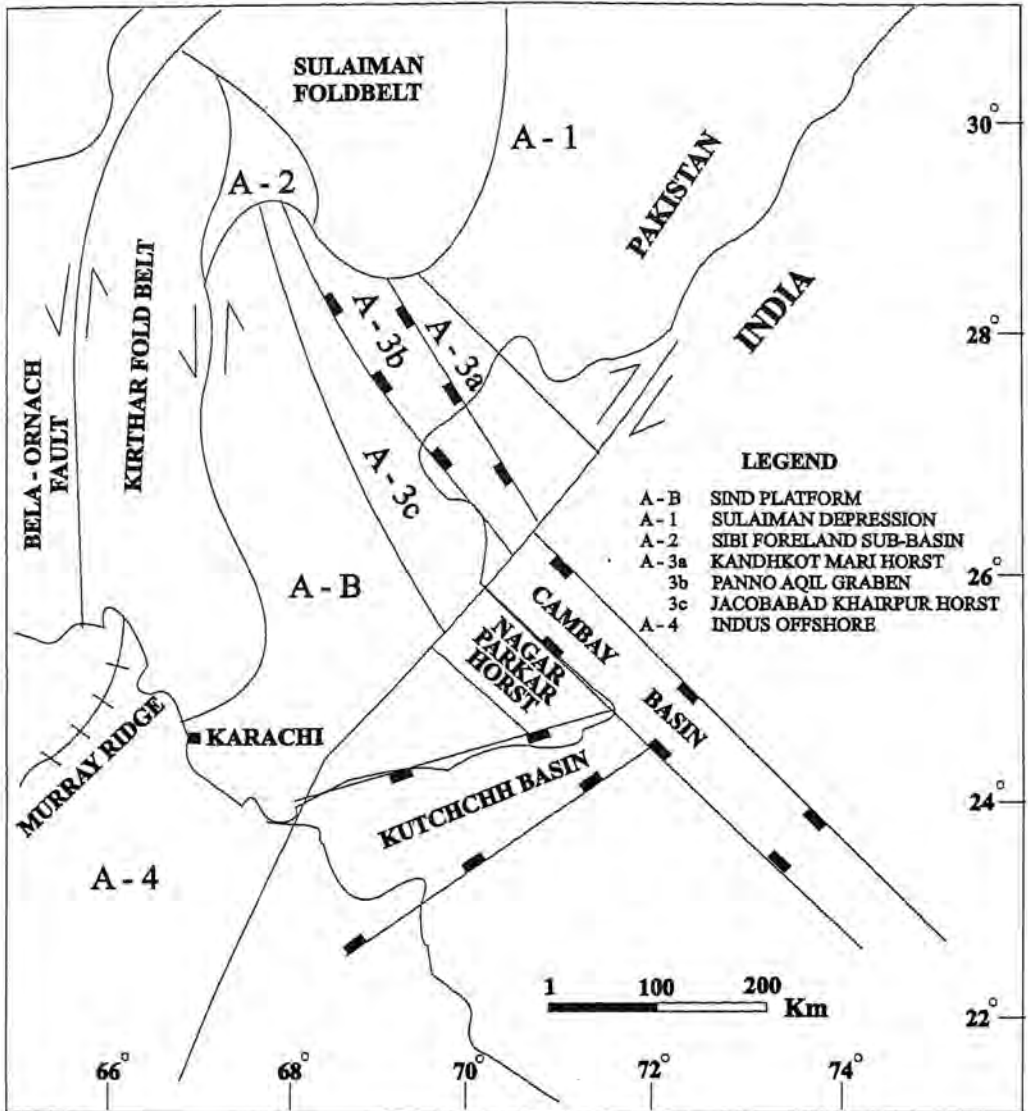 SULAIMAN
FOLDBELT
A - 1
30°
A - 2
PAKISTAN
KIRTHAR FOLD BELT
BELA - ORNACH
FAULT
A - 3b
A - 3a
INDIA
28°
A - 3c
LEGEND
A - B SIND PLATFORM
A - 1 SULAIMAN DEPRESSION
A - 2 SIBI FORELAND SUB-BASIN
A - 3a KANDHKOT MARI HORST
3b PANNO AQIL GRABEN
3c JACOBABAD KHAIRPUR HORST
A - 4 INDUS OFFSHORE
26°
A - B
CAMBAY
BASIN
NAGAR
PARKAR
HORST
MURRAY RIDGE
KARACHI
KUTCHCHH BASIN
24°
A - 4
1 100 200
Km
22°
66° 68° 70° 72° 74°